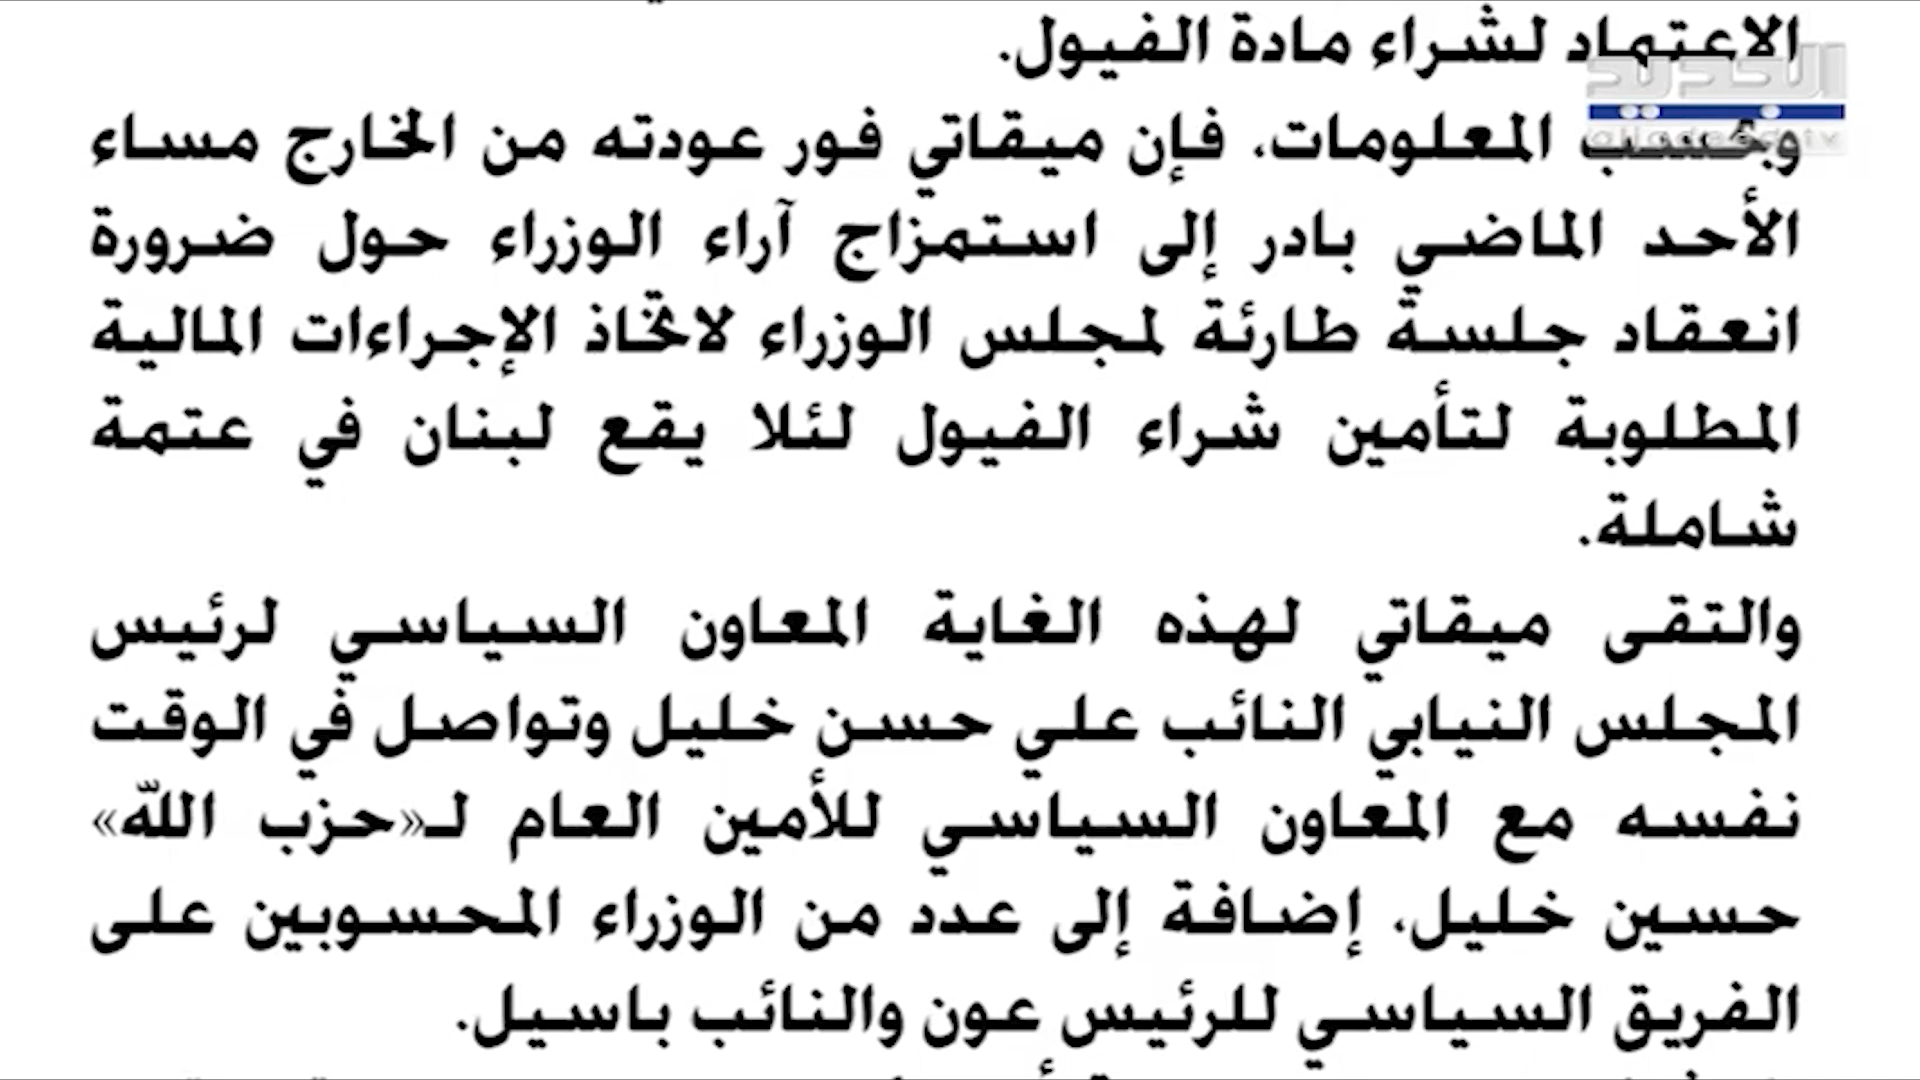 الاعتماد لشراء مادة الفيول.
الجديد
وبحسب المعلومات، فإن ميقاتي فور عودته من الخارج مساء
الأحد الماضي بادر إلى استمزاج آراء الوزراء حول ضرورة
انعقاد جلسة طارئة لمجلس الوزراء لاتخاذ الإجراءات المالية
المطلوبة لتأمين شراء الفيول لئلا يقع لبنان في عتمة
شاملة.
والتقى ميقاتي لهذه الغاية المعاون السياسي لرئيس
المجلس النيابي النائب علي حسن خليل وتواصل في الوقت
نفسه مع المعاون السياسي للأمين العام لـ«حزب الله»
حسين خليل، إضافة إلى عدد من الوزراء المحسوبين على
الفريق السياسي للرئيس عون والنائب باسيل.